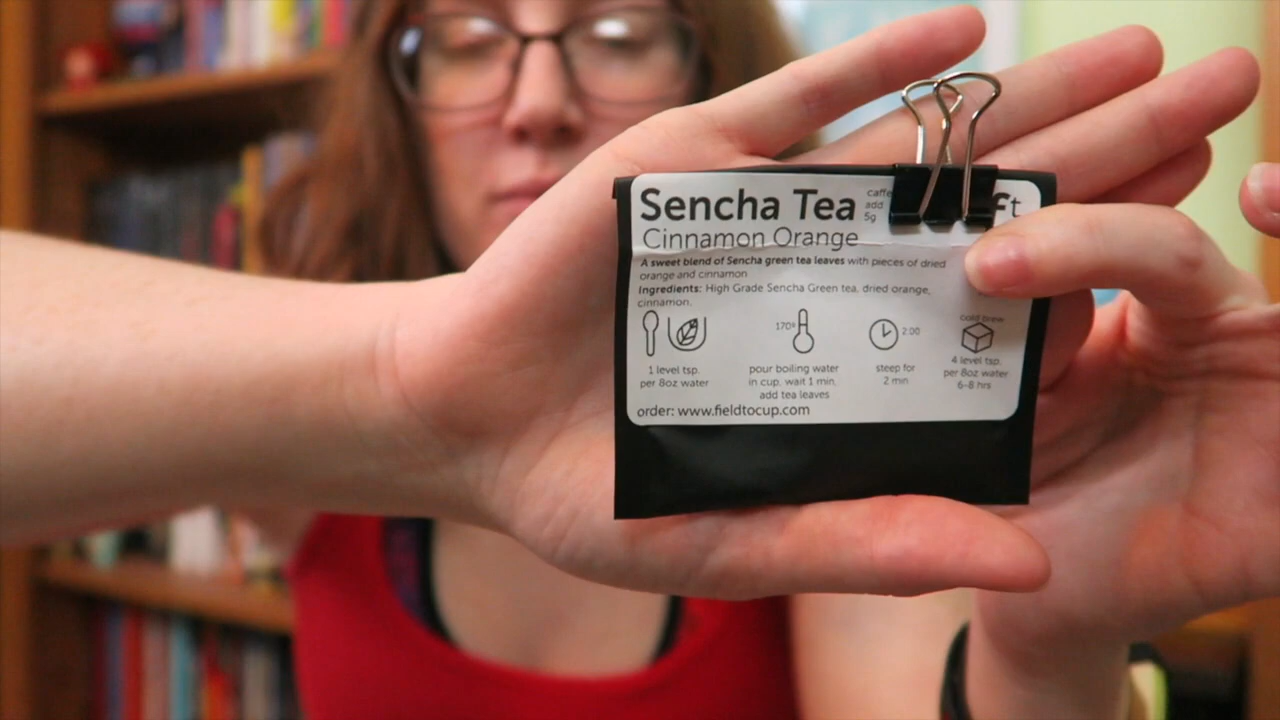 Sencha Tea
Cinnamon Orange
add
5g
ft
A sweet blend of Sencha green tea leaves with pieces of dried
orange and cinnamon
Ingredients: High Grade Sencha Green tea, dried orange,
cinnamon.
170°
2:00
cold brew
1 level tsp.
per 8oz water
pour boiling water
in cup, wait 1 min,
add tea leaves
steep for
2 min
4 level tsp.
per 8oz water
6-8 hrs
order: www.fieldtocup.com